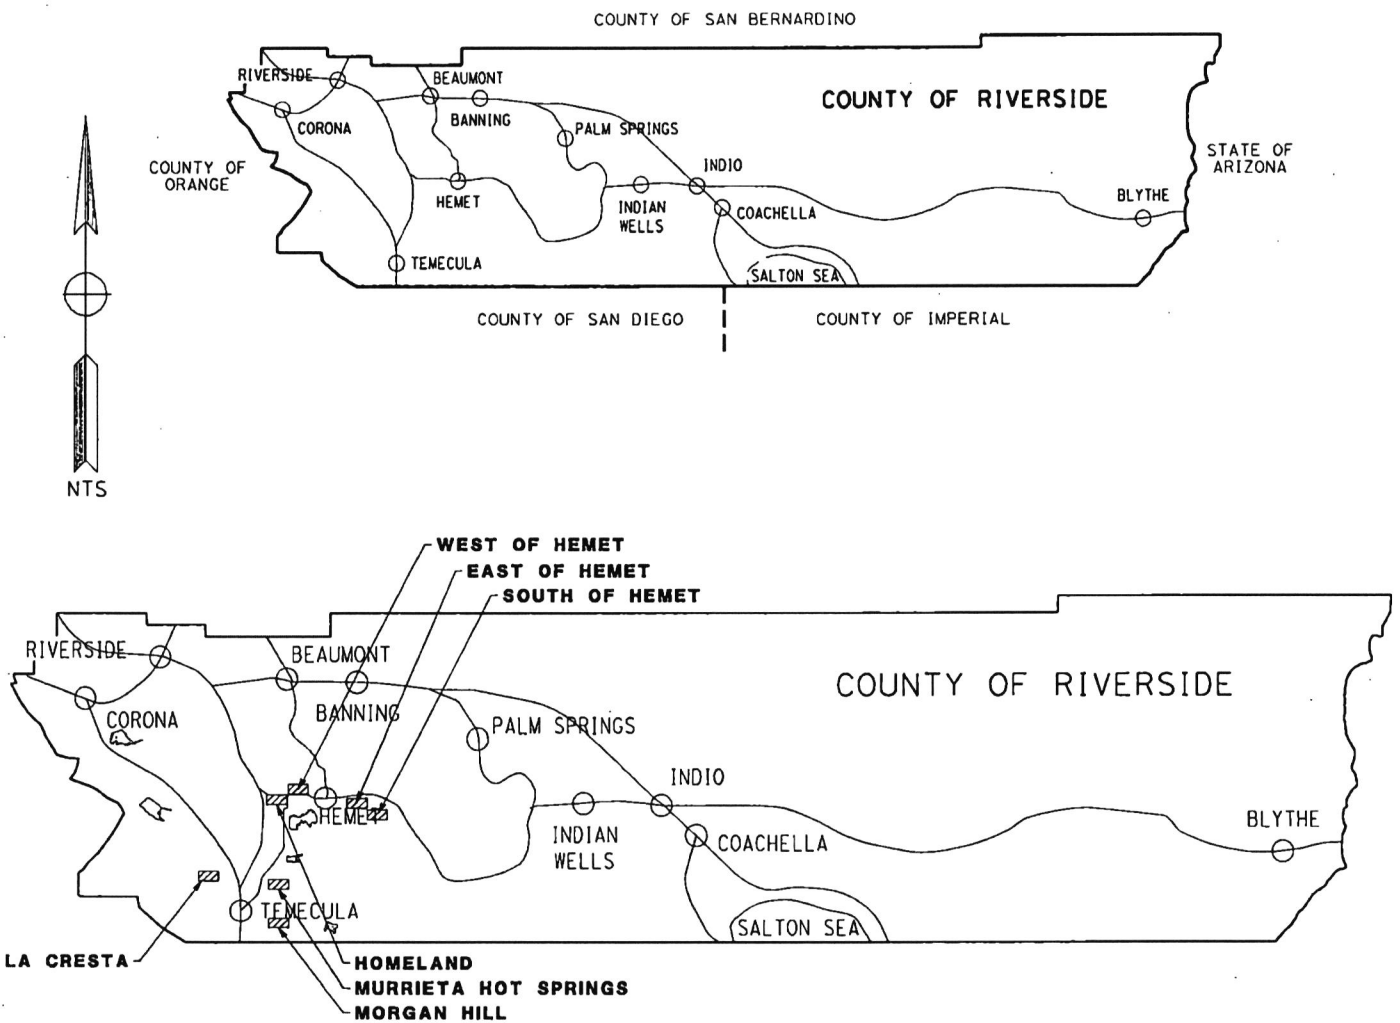 COUNTY OF SAN BERNARDINO
RIVERSIDE
BEAUMONT
COUNTY OF RIVERSIDE
BANNING
CORONA
PALM SPRINGS
STATE OF
ARIZONA
COUNTY OF
ORANGE
INDIO
HEMET
INDIAN
WELLS
COACHELLA
BLYTHE
TEMECULA
SALTON SEA
COUNTY OF SAN DIEGO
COUNTY OF IMPERIAL
NTS
WEST OF HEMET
EAST OF HEMET
SOUTH OF HEMET
RIVERSIDE
BEAUMONT
COUNTY OF RIVERSIDE
CORONA
BANNING
PALM SPRINGS
INDIO
HEMET
INDIAN
WELLS
COACHELLA
BLYTHE
TEMECULA
SALTON SEA
LA CRESTA
HOMELAND
MURRIETA HOT SPRINGS
MORGAN HILL